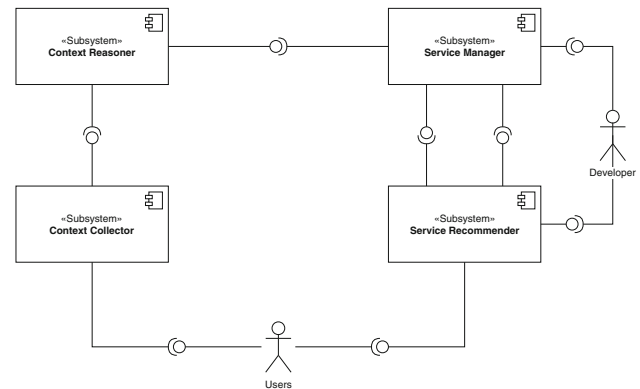 «Subsystem»
Context Reasoner
«Subsystem»
Service Manager
Developer
«Subsystem»
Context Collector
«Subsystem»
Service Recommender
Users